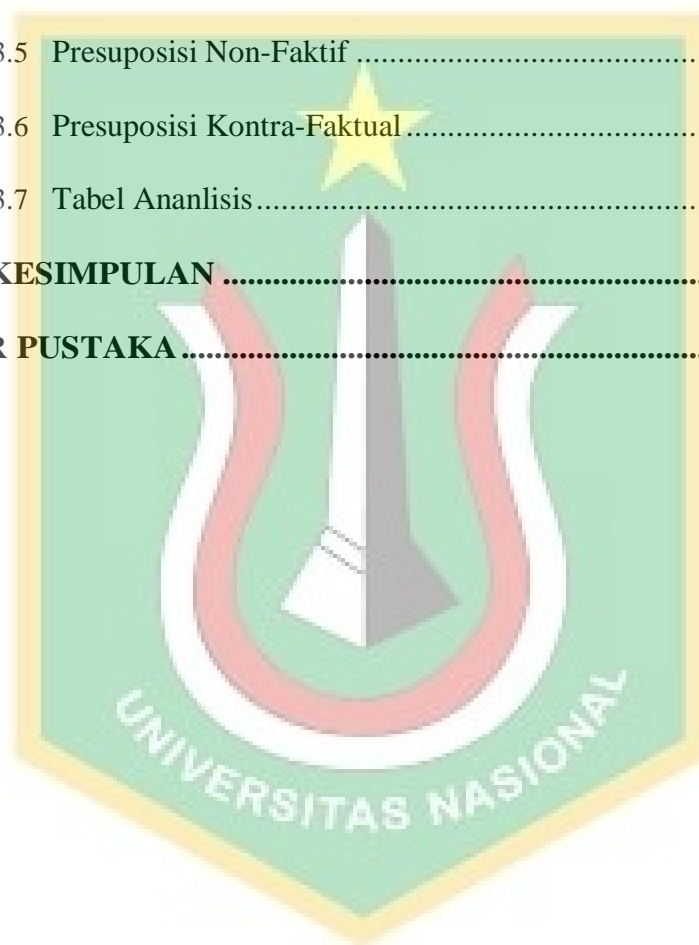 3.5 Presuposisi Non-Faktif
3.6 Presuposisi Kontra-Faktual
3.7 Tabel Ananlisis
KESIMPULAN
R PUSTAKA
UNIVERSITAS NASIONAL